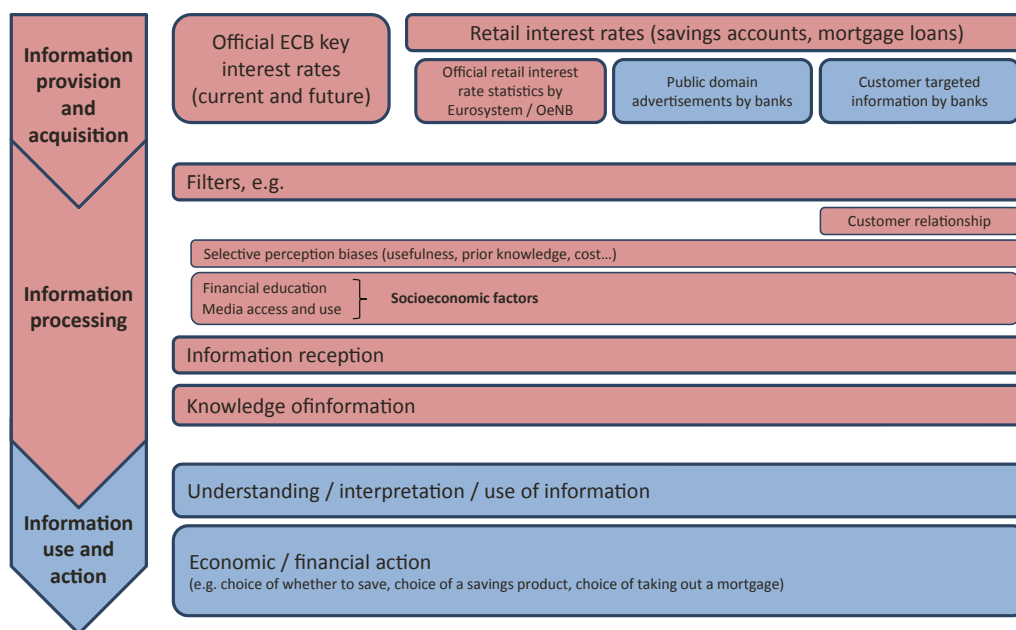 Information
provision
and
acquisition
Official ECB key
interest rates
(current and future)
Retail interest rates (savings accounts, mortgage loans)
Official retail interest
rate statistics by
Eurosystem / OeNB
Public domain
advertisements by banks
Customer targeted
information by banks
Information
processing
Filters, e.g.
Customer relationship
Selective perception biases (usefulness, prior knowledge, cost...)
Financial education
Media access and use
Socioeconomic factors
Information reception
Knowledge ofinformation
Information
use and
action
Understanding / interpretation / use of information
Economic / financial action
(e.g. choice of whether to save, choice of a savings product, choice of taking out a mortgage)